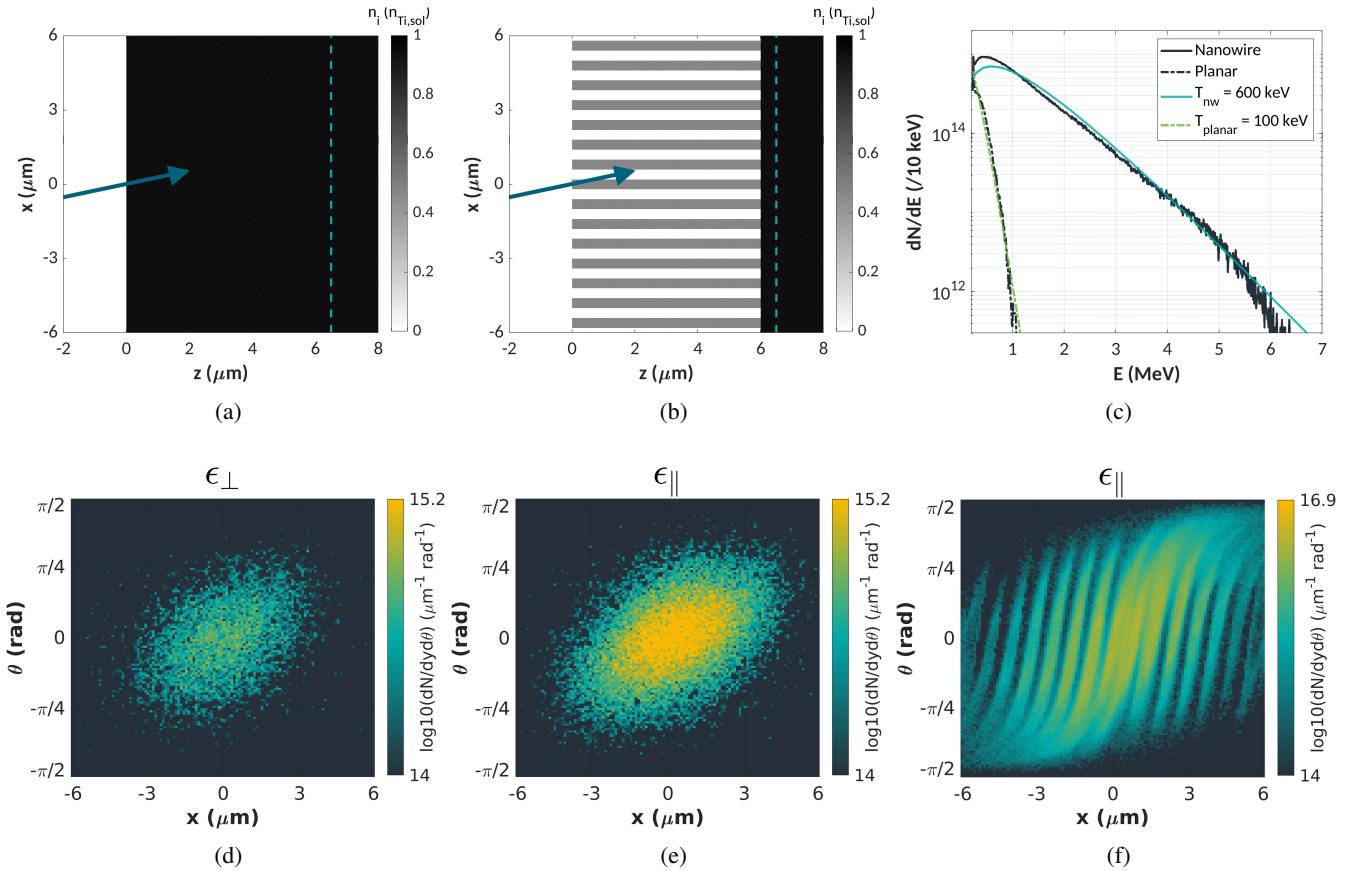 n_i (n_Ti,sol)
6
3
0
-3
-6
x (μm)
-2
0
2
4
6
8
z (μm)
1
0.8
0.6
0.4
0.2
0
(a)
n_i (n_Ti,sol)
6
3
0
-3
-6
x (μm)
-2
0
2
4
6
8
z (μm)
1
0.8
0.6
0.4
0.2
0
(b)
Nanowire
Planar
T_nw = 600 keV
T_planar = 100 keV
10^14
10^12
dN/dE (/10 keV)
1
2
3
4
5
6
7
E (MeV)
(c)
ϵ_⊥
π/2
π/4
0
-π/4
-π/2
θ (rad)
-6
-3
0
3
6
x (μm)
15.2
14
log10(dN/dydθ) (μm^-1 rad^-1)
(d)
ϵ_||
π/2
π/4
0
-π/4
-π/2
θ (rad)
-6
-3
0
3
6
x (μm)
15.2
14
log10(dN/dydθ) (μm^-1 rad^-1)
(e)
ϵ_||
π/2
π/4
0
-π/4
-π/2
θ (rad)
-6
-3
0
3
6
x (μm)
16.9
14
log10(dN/dydθ) (μm^-1 rad^-1)
(f)